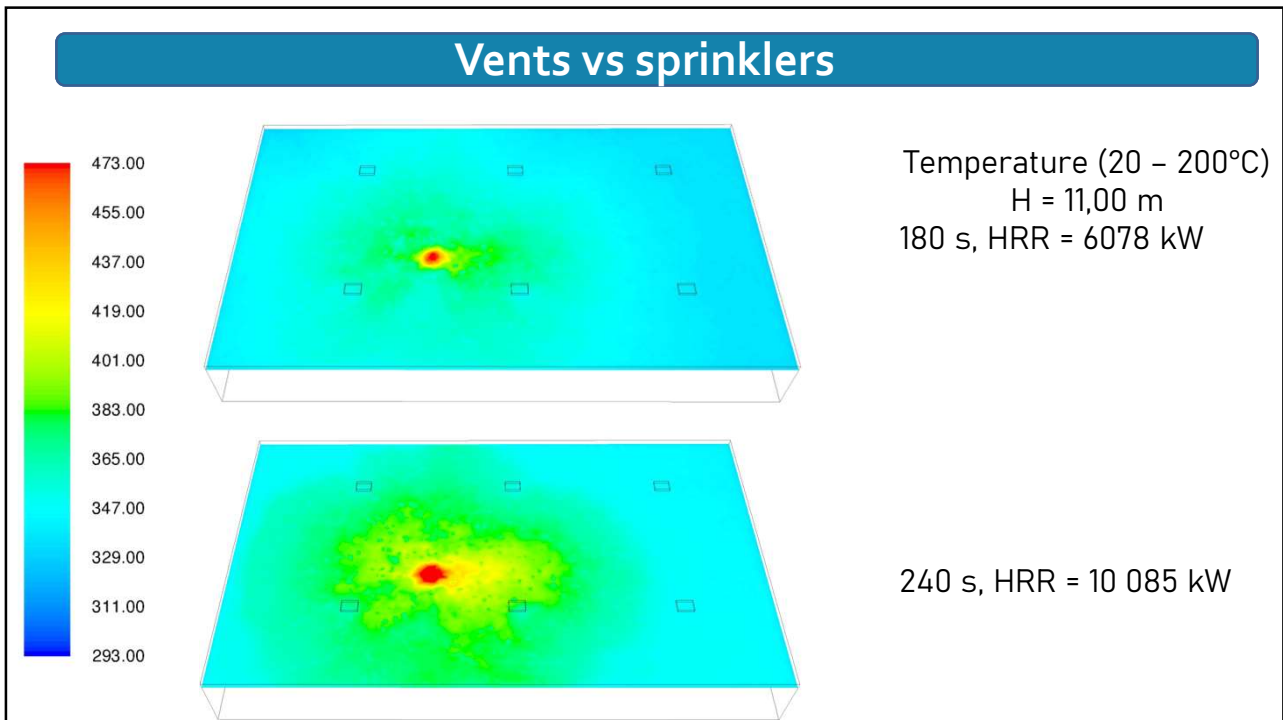 Vents vs sprinklers
473.00
455.00
437.00
419.00
401.00
383.00
365.00
347.00
329.00
311.00
293.00
Temperature (20 – 200°C)
H = 11,00 m
180 s, HRR = 6078 kW
240 s, HRR = 10 085 kW